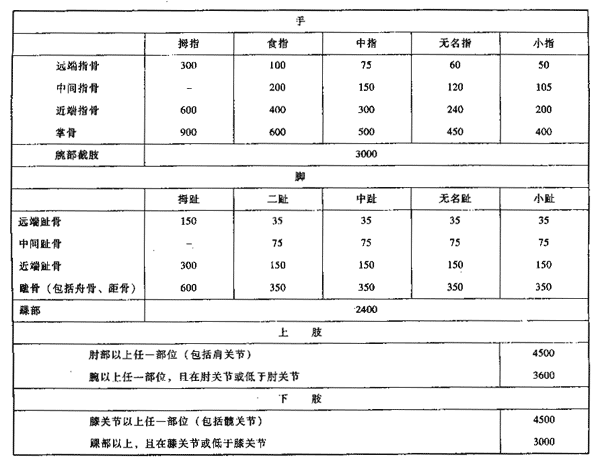 手
拇指 食指 中指 无名指 小指
远端指骨 300 100 75 60 50
中间指骨 - 200 150 120 105
近端指骨 600 400 300 240 200
掌骨 900 600 500 450 400
腕部截肢 3000
脚
拇趾 二趾 中趾 无名趾 小趾
远端趾骨 150 35 35 35 35
中间趾骨 - 75 75 75 75
近端趾骨 300 150 150 150 150
跖骨（包括舟骨、距骨） 600 350 350 350 350
踝部 2400
上 肢
肘部以上任一部位（包括肩关节） 4500
腕以上任一部位，且在肘关节或低于肘关节 3600
下 肢
膝关节以上任一部位（包括髋关节） 4500
踝部以上，且在膝关节或低于膝关节 3000